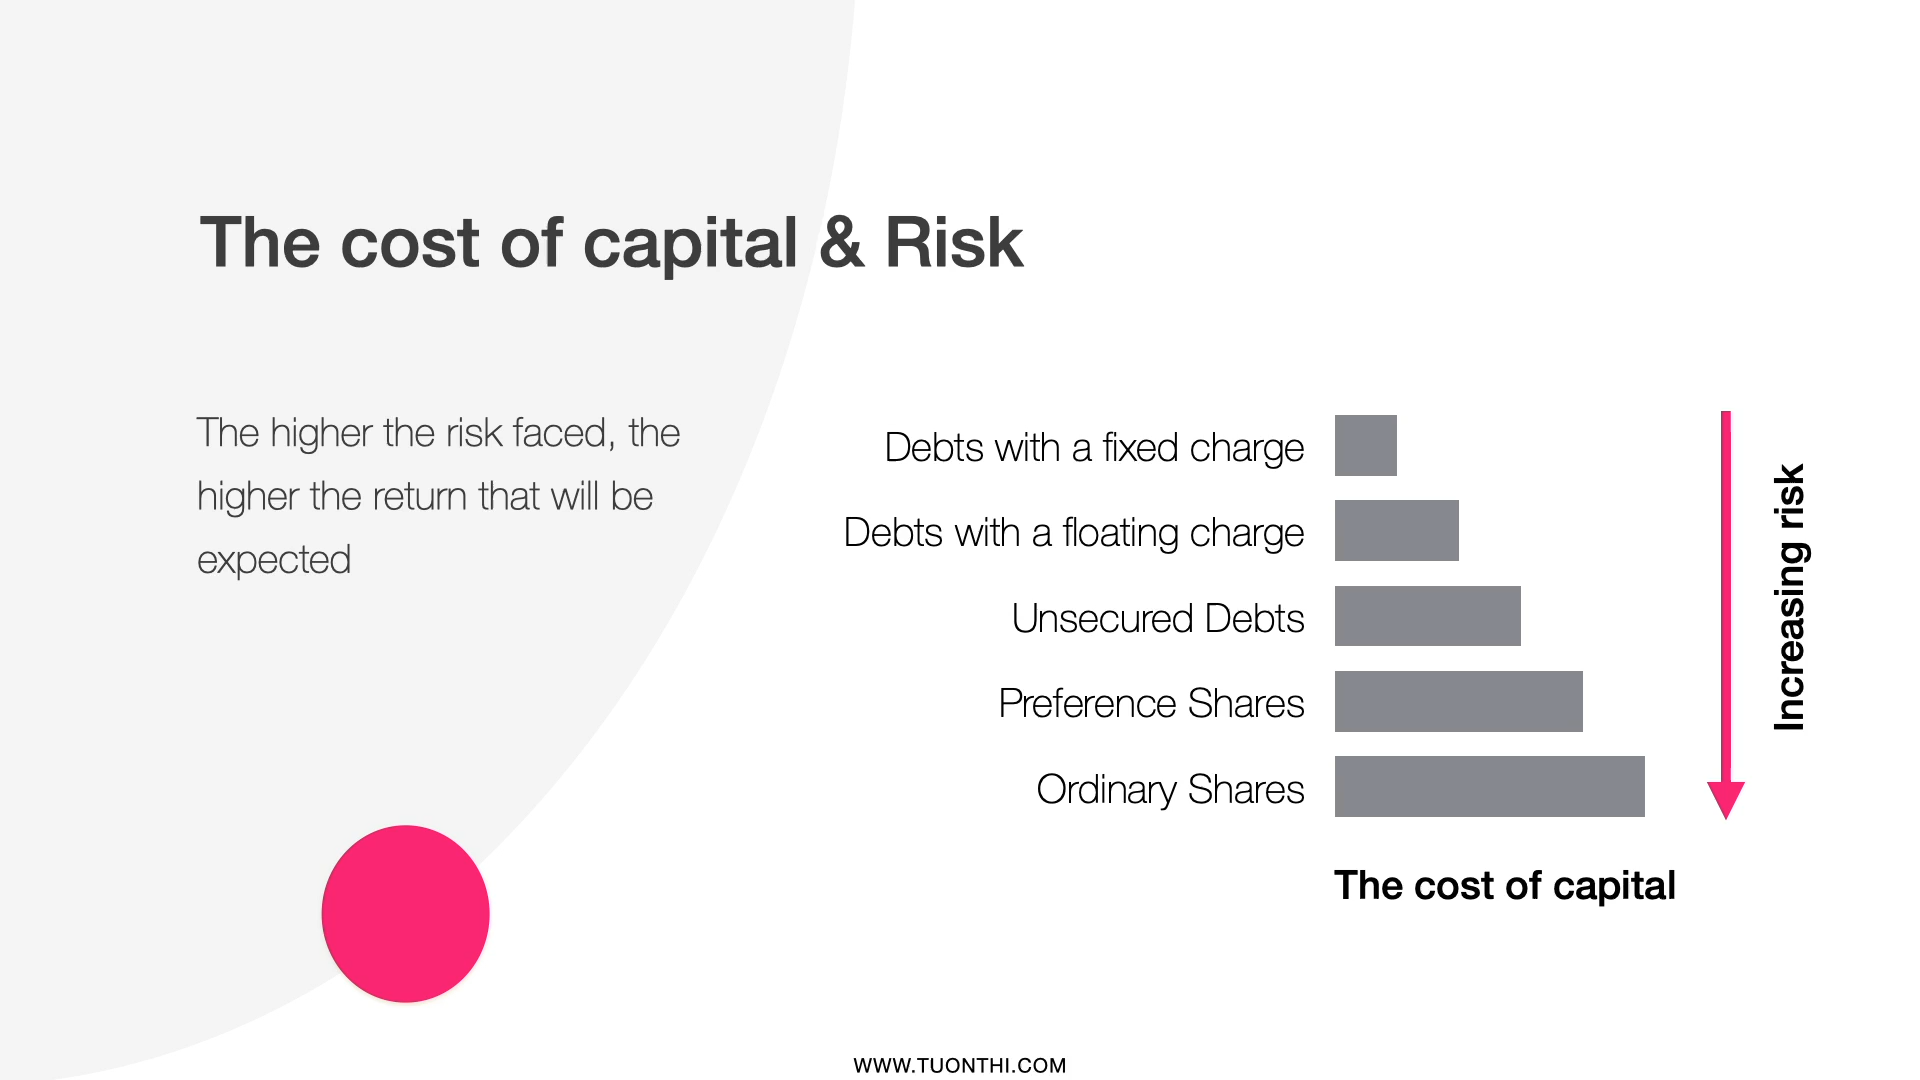 The cost of capital & Risk
The higher the risk faced, the
higher the return that will be
expected
Debts with a fixed charge
Debts with a floating charge
Unsecured Debts
Preference Shares
Ordinary Shares
The cost of capital
Increasing risk
WWW.TUONTHI.COM